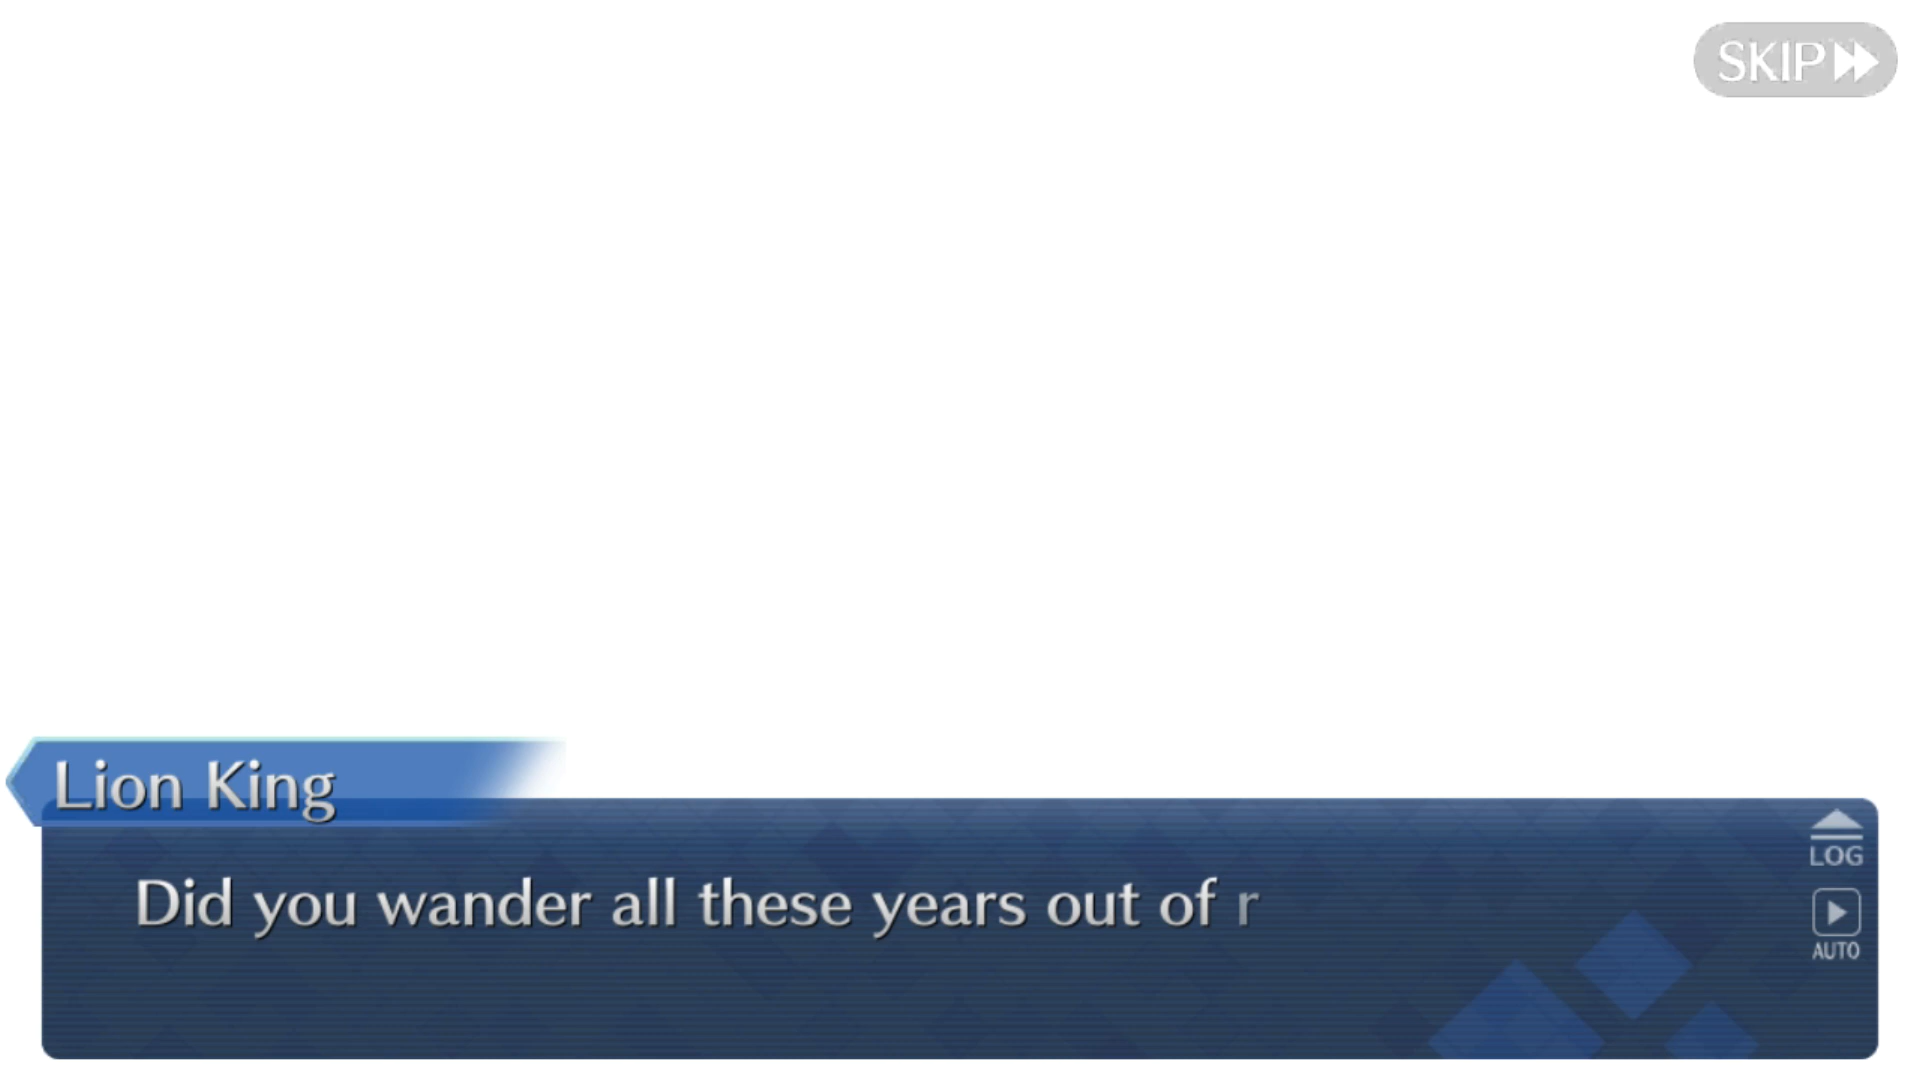 SKIP
Lion King
LOG
Did you wander all these years out of r
AUTO